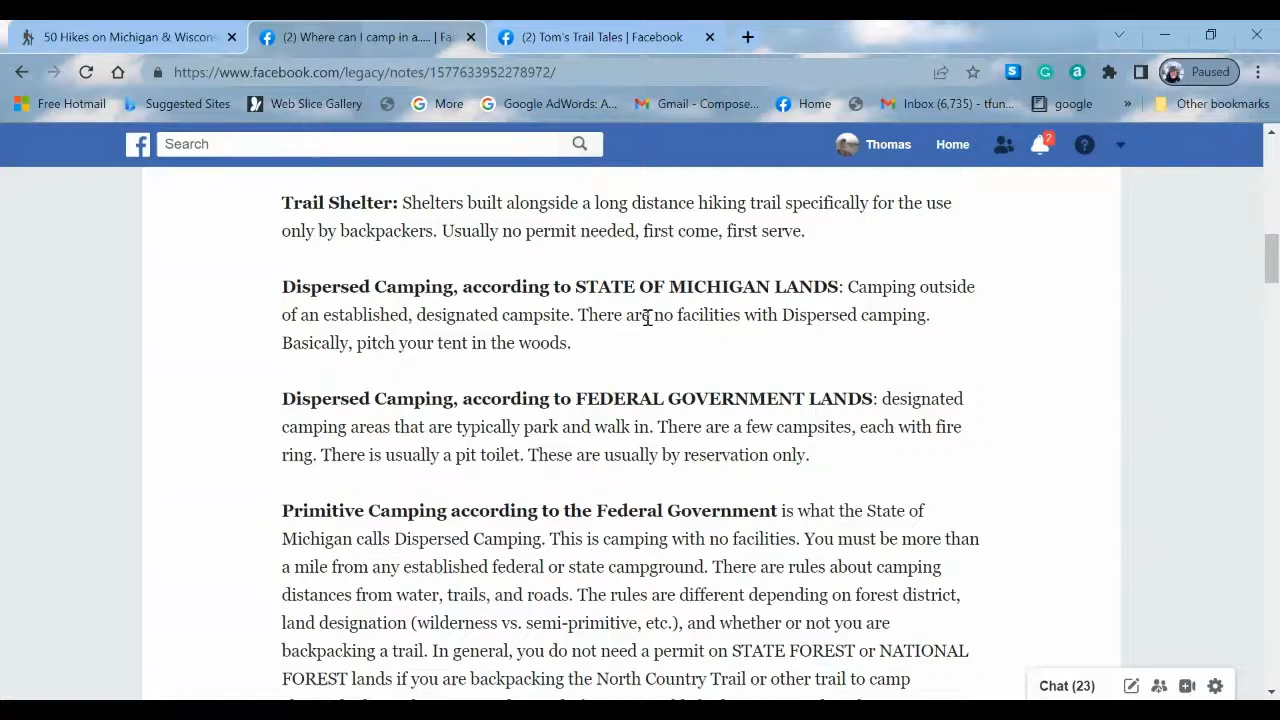 50 Hikes on Michigan & Wiscons
(2) Where can I camp in a..... | Fac
(2) Tom's Trail Tales | Facebook
https://www.facebook.com/legacy/notes/1577633952278972/
Paused
Free Hotmail
Suggested Sites
Web Slice Gallery
More
Google AdWords: A...
Gmail - Compose...
Home
Inbox (6,735) - tfun...
google
»
Other bookmarks
Search
Thomas
Home
2
Trail Shelter: Shelters built alongside a long distance hiking trail specifically for the use
only by backpackers. Usually no permit needed, first come, first serve.
Dispersed Camping, according to STATE OF MICHIGAN LANDS: Camping outside
of an established, designated campsite. There are no facilities with Dispersed camping.
Basically, pitch your tent in the woods.
Dispersed Camping, according to FEDERAL GOVERNMENT LANDS: designated
camping areas that are typically park and walk in. There are a few campsites, each with fire
ring. There is usually a pit toilet. These are usually by reservation only.
Primitive Camping according to the Federal Government is what the State of
Michigan calls Dispersed Camping. This is camping with no facilities. You must be more than
a mile from any established federal or state campground. There are rules about camping
distances from water, trails, and roads. The rules are different depending on forest district,
land designation (wilderness vs. semi-primitive, etc.), and whether or not you are
backpacking a trail. In general, you do not need a permit on STATE FOREST or NATIONAL
FOREST lands if you are backpacking the North Country Trail or other trail to camp
Chat (23)